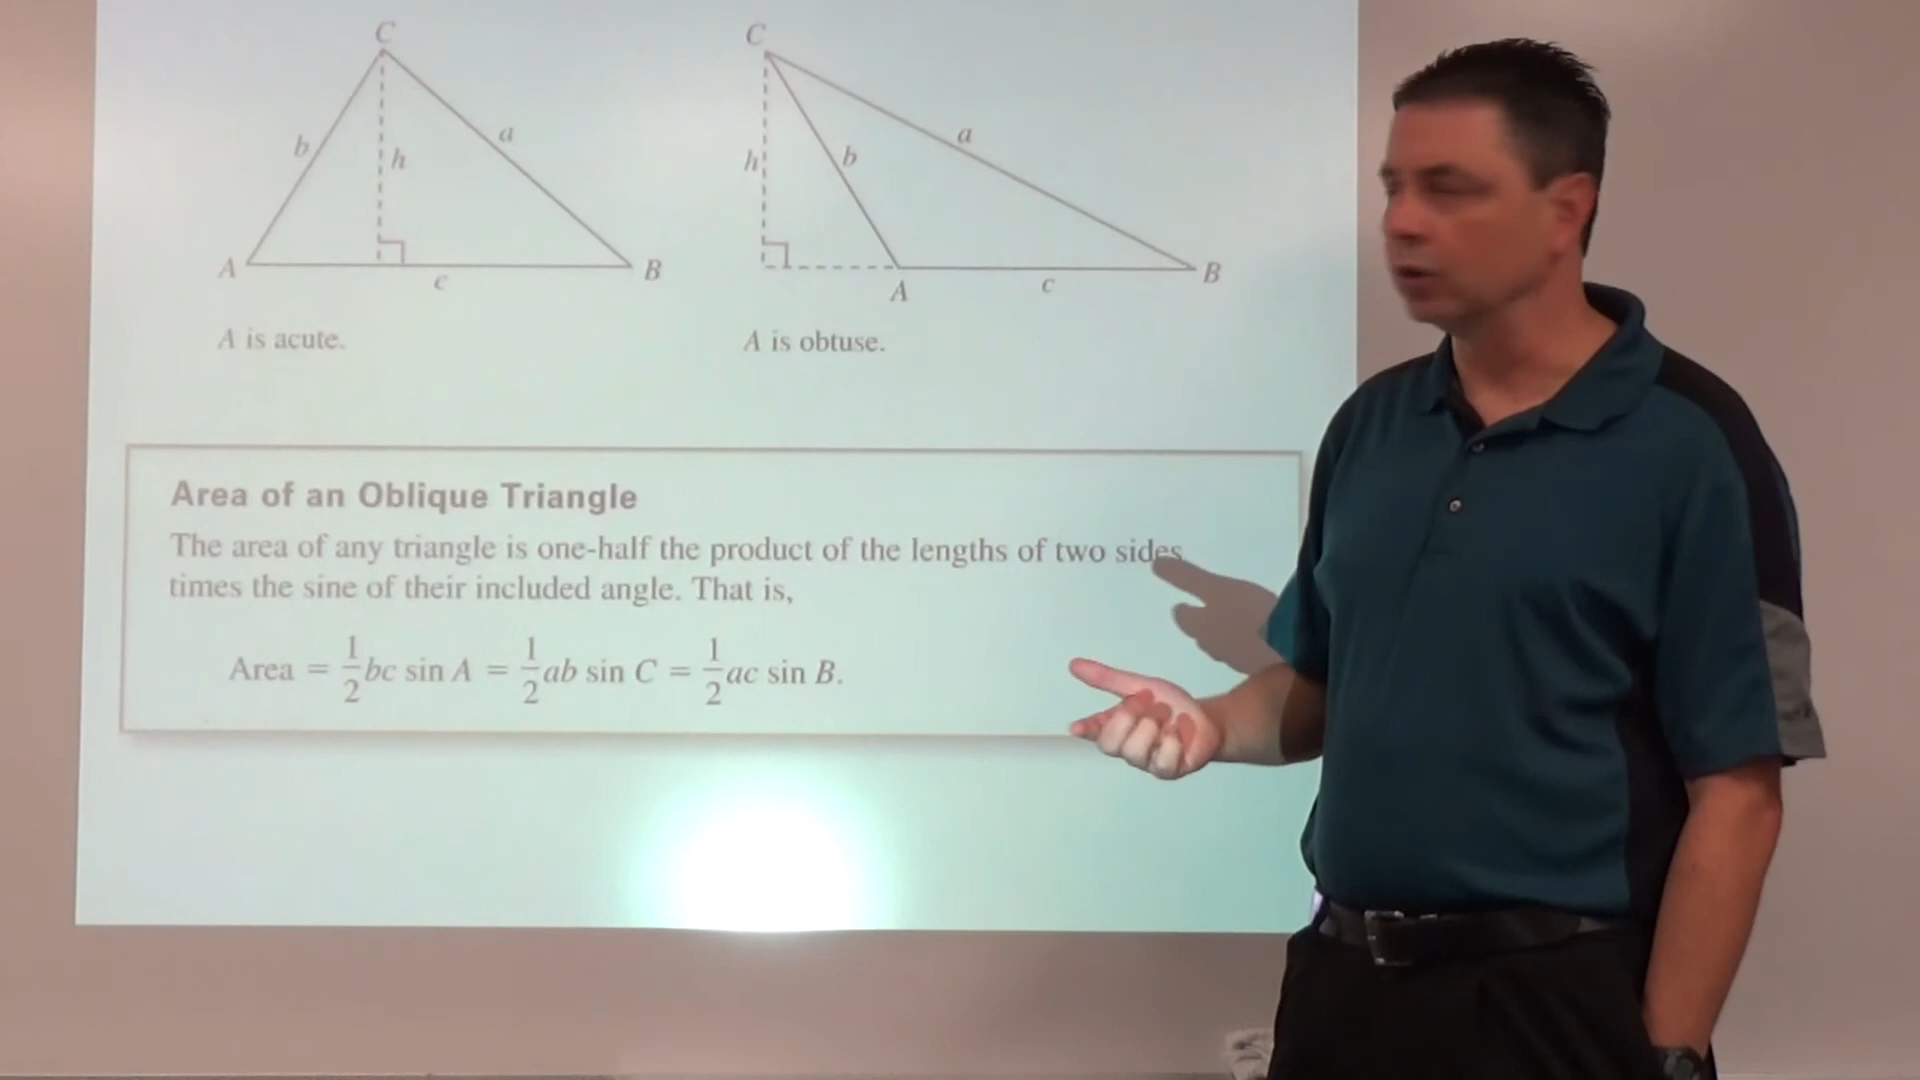 C
b
h
a
A
c
B
A is acute.
C
h
b
a
A
c
B
A is obtuse.
Area of an Oblique Triangle
The area of any triangle is one-half the product of the lengths of two sides
times the sine of their included angle. That is,
Area = 1/2 bc sin A = 1/2 ab sin C = 1/2 ac sin B.